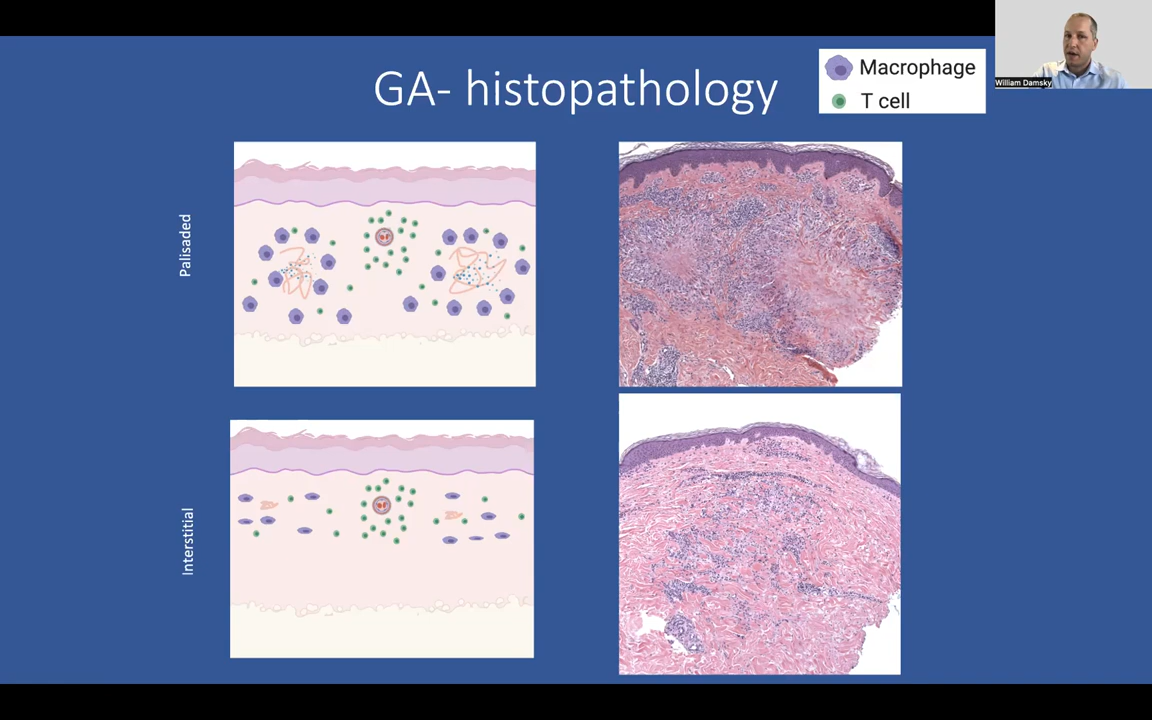 GA- histopathology
Macrophage
T cell
William Damsky
Palisaded
Interstitial